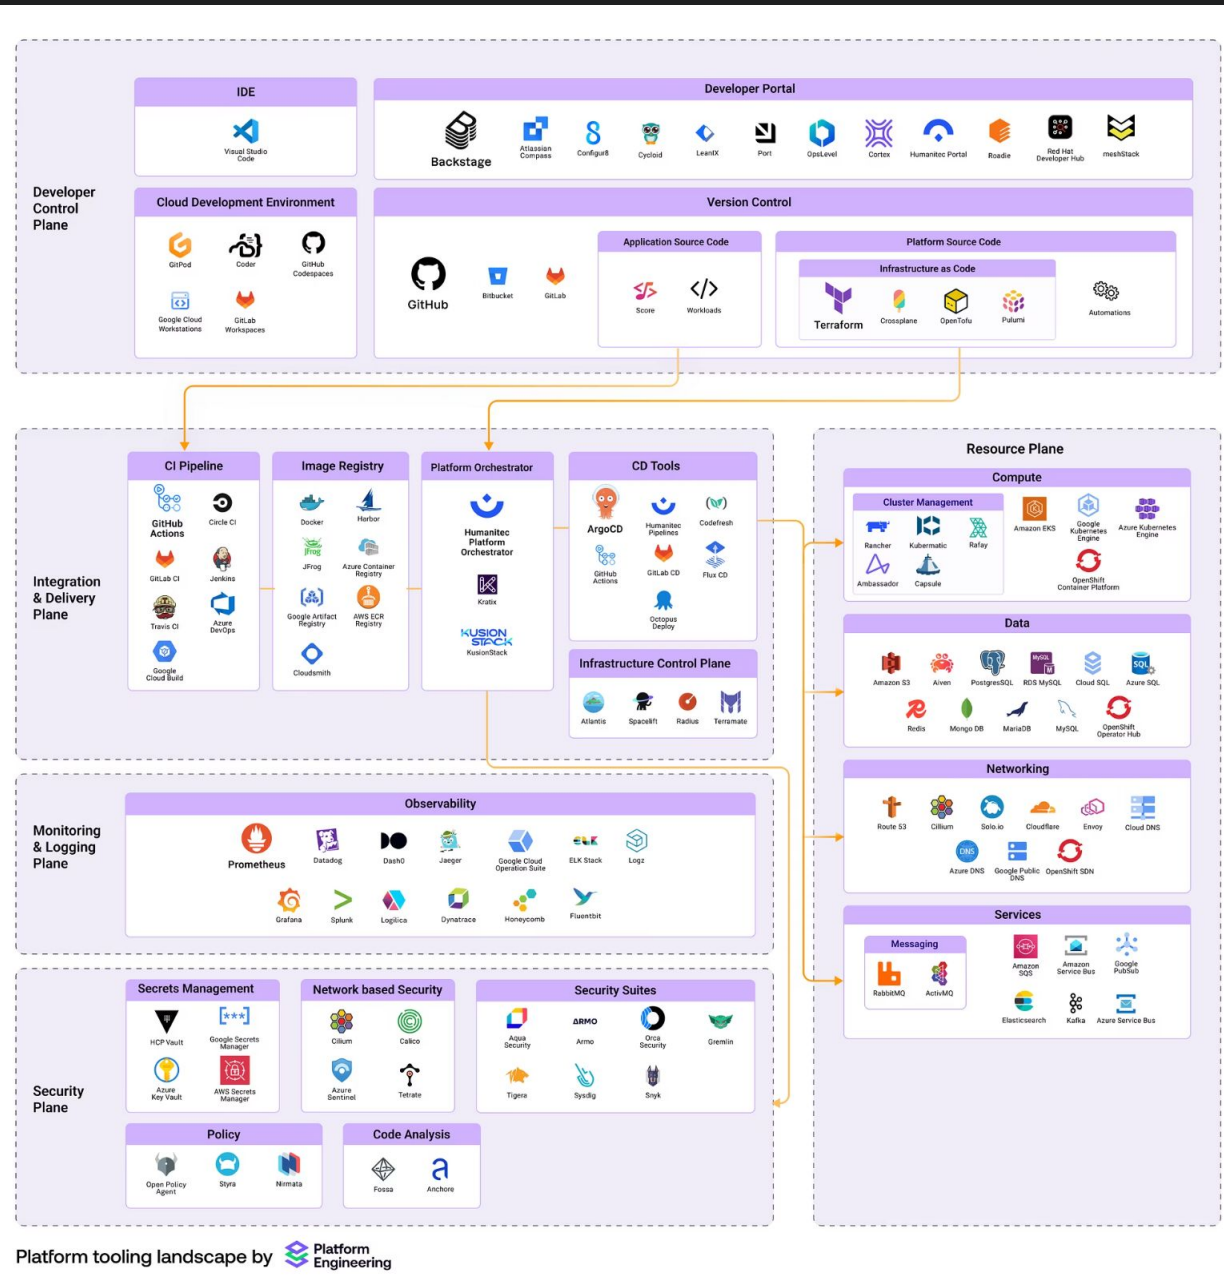 IDE
Visual Studio
Code
Developer Portal
Backstage
Atlassian
Compass
Configur8
Cycloid
LeanIX
Port
OpsLevel
Cortex
Humanitec Portal
Roadie
Red Hat
Developer Hub
meshStack
Developer
Control
Plane
Cloud Development Environment
GitPod
Coder
GitHub
Codespaces
Google Cloud
Workstations
GitLab
Workspaces
Version Control
GitHub
Bitbucket
GitLab
Application Source Code
Score
Workloads
Platform Source Code
Infrastructure as Code
Terraform
Crossplane
OpenTofu
Pulumi
Automations
Integration
& Delivery
Plane
CI Pipeline
GitHub
Actions
Circle CI
GitLab CI
Jenkins
Travis CI
Azure
DevOps
Google
Cloud Build
Image Registry
Docker
Horbor
JFrog
JFrog
Azure Container
Registry
Google Artifact
Registry
AWS ECR
Registry
Cloudsmith
Platform Orchestrator
Humanitec
Platform
Orchestrator
Kratix
KUSION
STACK
KusionStack
CD Tools
ArgoCD
Humanitec
Pipelines
Codefresh
GitHub
Actions
GitLab CD
Flux CD
Octopus
Deploy
Infrastructure Control Plane
Atlantis
Spacelift
Radius
Terramate
Resource Plane
Compute
Cluster Management
Rancher
Kubermatic
Rafay
Ambassador
Capsule
Amazon EKS
Google
Kubernetes
Engine
Azure Kubernetes
Engine
OpenShift
Container Platform
Data
Amazon S3
Aiven
PostgresSQL
MySQL
RDS MySQL
Cloud SQL
SQL
Azure SQL
Redis
Mongo DB
MariaDB
MySQL
OpenShift
Operator Hub
Networking
Route 53
Cillium
Solo.io
Cloudflare
Envoy
Cloud DNS
DNS
Azure DNS
Google Public
DNS
OpenShift SDN
Services
Messaging
RabbitMQ
ActivMQ
Amazon
SQS
Amazon
Service Bus
Google
PubSub
Elasticsearch
Kafka
Azure Service Bus
Monitoring
& Logging
Plane
Observability
Prometheus
Datadog
Dash0
Jaeger
Google Cloud
Operation Suite
ELK
ELK Stack
Logz
Grafana
Splunk
Logilica
Dynatrace
Honeycomb
Fluentbit
Security
Plane
Secrets Management
HCP Vault
[***]
Google Secrets
Manager
Azure
Key Vault
AWS Secrets
Manager
Network based Security
Cilium
Calico
Azure
Sentinel
Tetrate
Security Suites
Aqua
Security
ARMO
Armo
Orca
Security
Gremlin
Tigera
Sysdig
Snyk
Policy
Open Policy
Agent
Styra
Nirmata
Code Analysis
Fossa
Anchore
Platform tooling landscape by
Platform
Engineering